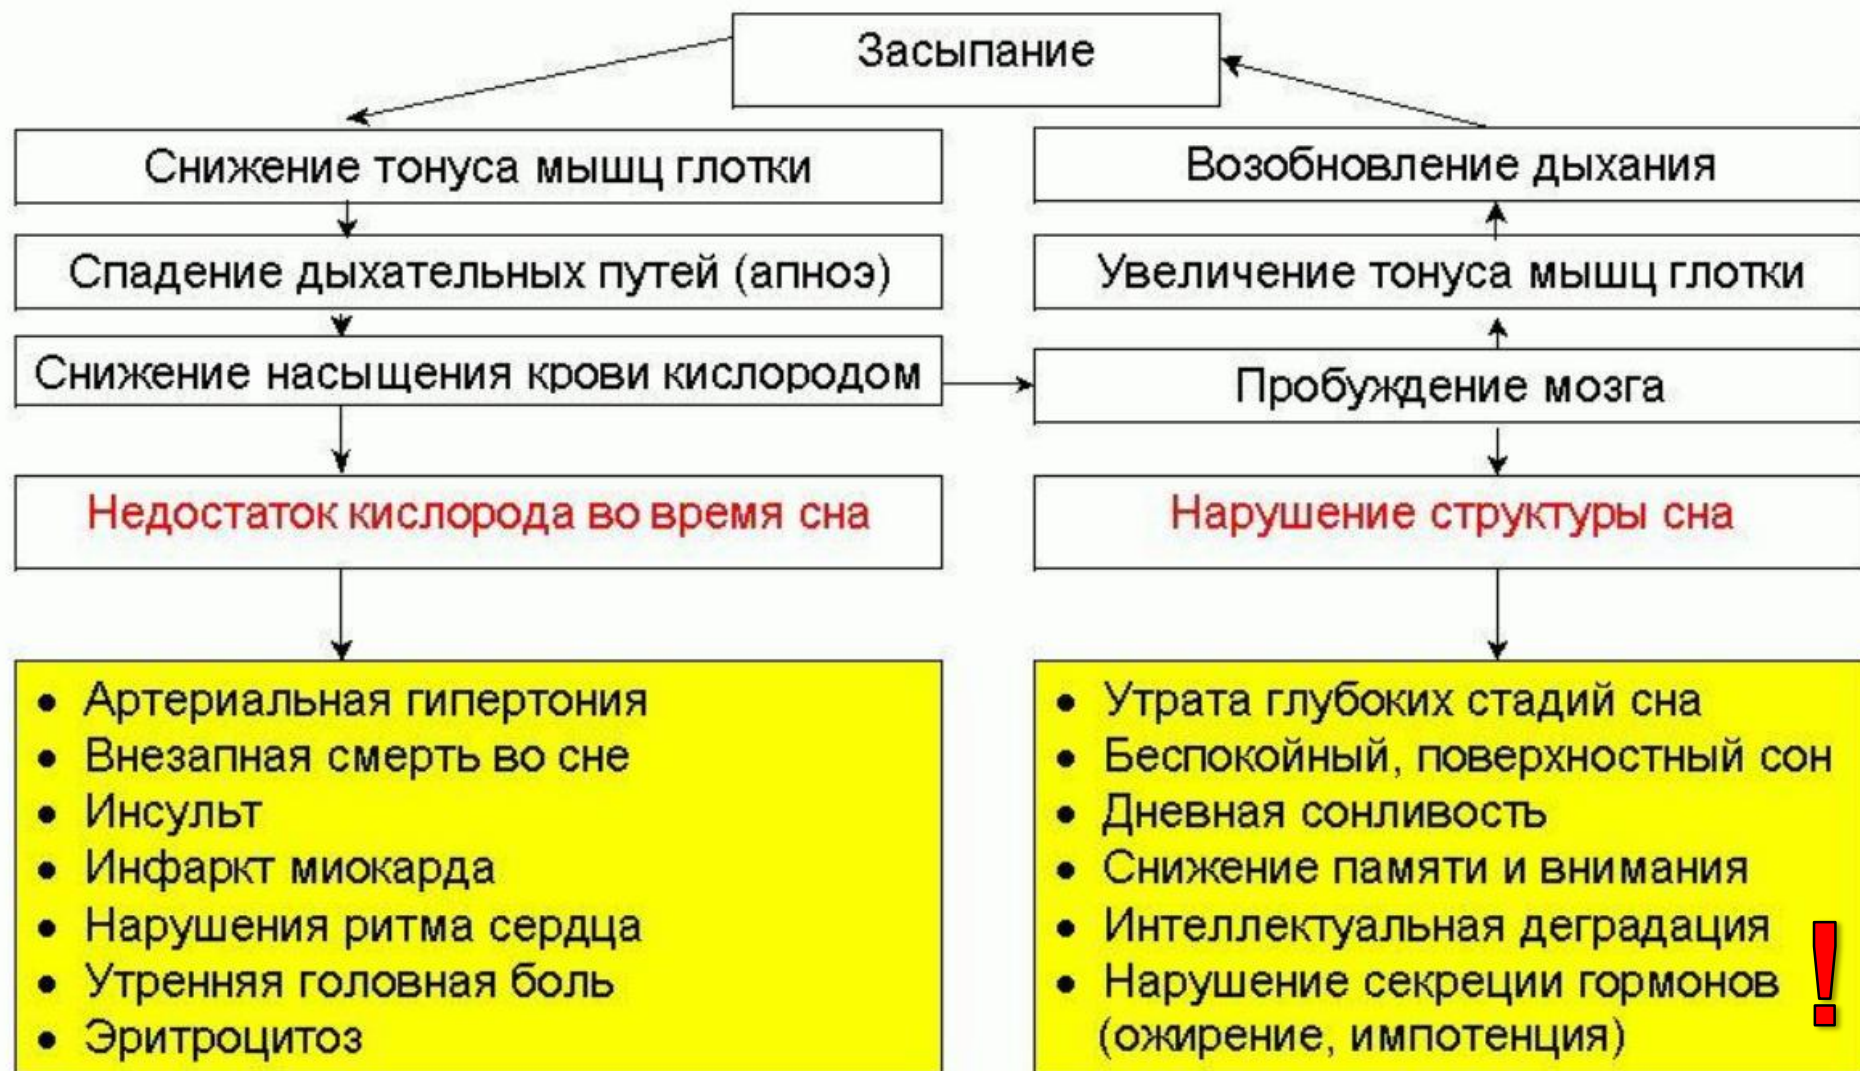 Засыпание
Снижение тонуса мышц глотки
Спадение дыхательных путей (апноэ)
Снижение насыщения крови кислородом
Недостаток кислорода во время сна
• Артериальная гипертония
• Внезапная смерть во сне
• Инсульт
• Инфаркт миокарда
• Нарушения ритма сердца
• Утренняя головная боль
• Эритроцитоз
Возобновление дыхания
Увеличение тонуса мышц глотки
Пробуждение мозга
Нарушение структуры сна
• Утрата глубоких стадий сна
• Беспокойный, поверхностный сон
• Дневная сонливость
• Снижение памяти и внимания
• Интеллектуальная деградация
• Нарушение секреции гормонов
(ожирение, импотенция)
!